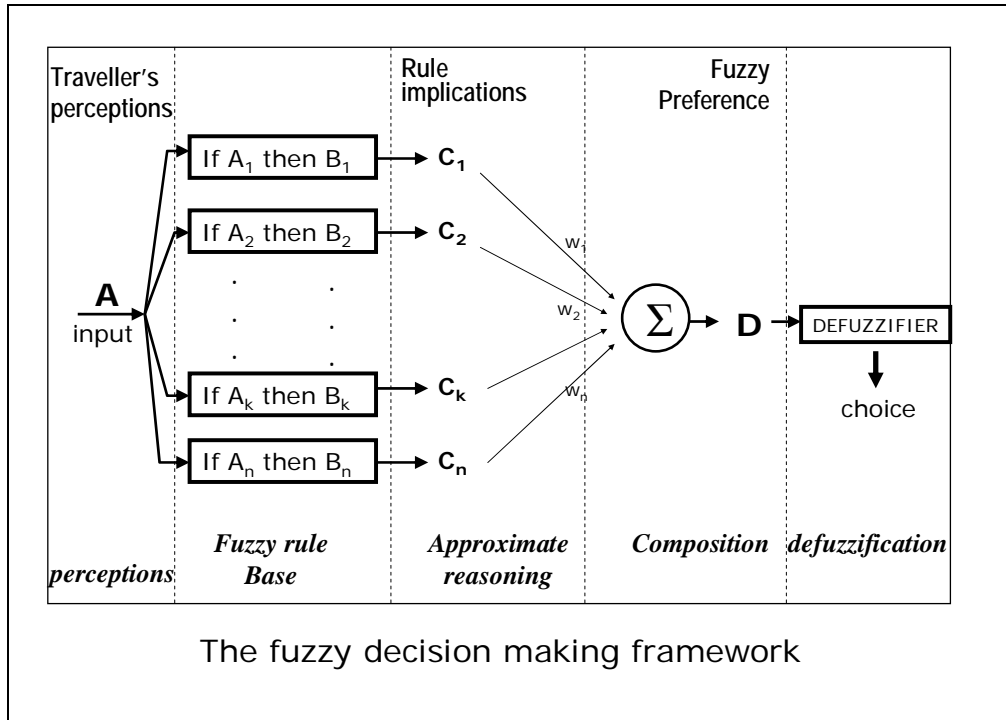 Traveller's
perceptions
Rule
implications
Fuzzy
Preference
If A₁ then B₁
C₁
If A₂ then B₂
C₂
w₁
A
input
w₂
Σ
D
DEFUZZIFIER
choice
If Aₖ then Bₖ
Cₖ
wₙ
If Aₙ then Bₙ
Cₙ
perceptions
Fuzzy rule
Base
Approximate
reasoning
Composition
defuzzification
The fuzzy decision making framework